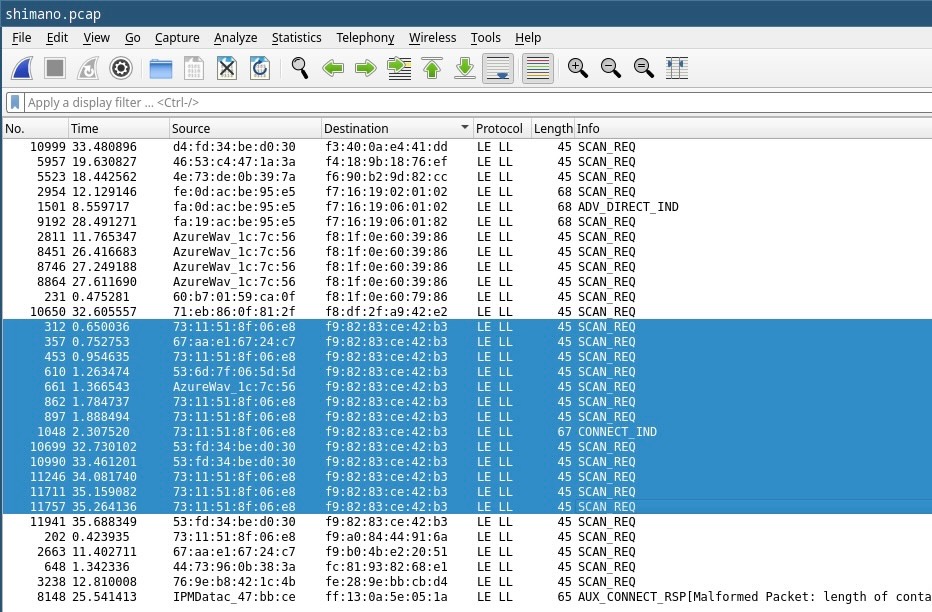 shimano.pcap
File Edit View Go Capture Analyze Statistics Telephony Wireless Tools Help
Apply a display filter ... <Ctrl-/>
No. Time Source Destination Protocol Length Info
10999 33.480896 d4:fd:34:be:d0:30 f3:40:0a:e4:41:dd LE LL 45 SCAN_REQ
5957 19.630827 46:53:c4:47:1a:3a f4:18:9b:18:76:ef LE LL 45 SCAN_REQ
5523 18.442562 4e:73:de:0b:39:7a f6:90:b2:9d:82:cc LE LL 45 SCAN_REQ
2954 12.129146 fe:0d:ac:be:95:e5 f7:16:19:02:01:02 LE LL 68 SCAN_REQ
1501 8.559717 fa:0d:ac:be:95:e5 f7:16:19:06:01:02 LE LL 68 ADV_DIRECT_IND
9192 28.491271 fa:19:ac:be:95:e5 f7:16:19:06:01:82 LE LL 68 SCAN_REQ
2811 11.765347 AzureWav_1c:7c:56 f8:1f:0e:60:39:86 LE LL 45 SCAN_REQ
8451 26.416683 AzureWav_1c:7c:56 f8:1f:0e:60:39:86 LE LL 45 SCAN_REQ
8746 27.249188 AzureWav_1c:7c:56 f8:1f:0e:60:39:86 LE LL 45 SCAN_REQ
8864 27.611690 AzureWav_1c:7c:56 f8:1f:0e:60:39:86 LE LL 45 SCAN_REQ
231 0.475281 60:b7:01:59:ca:0f f8:1f:0e:60:79:86 LE LL 45 SCAN_REQ
10650 32.605557 71:eb:86:0f:81:2f f8:df:2f:a9:42:e2 LE LL 45 SCAN_REQ
312 0.650036 73:11:51:8f:06:e8 f9:82:83:ce:42:b3 LE LL 45 SCAN_REQ
357 0.752753 67:aa:e1:67:24:c7 f9:82:83:ce:42:b3 LE LL 45 SCAN_REQ
453 0.954635 73:11:51:8f:06:e8 f9:82:83:ce:42:b3 LE LL 45 SCAN_REQ
610 1.263474 53:6d:7f:06:5d:5d f9:82:83:ce:42:b3 LE LL 45 SCAN_REQ
661 1.366543 AzureWav_1c:7c:56 f9:82:83:ce:42:b3 LE LL 45 SCAN_REQ
862 1.784737 73:11:51:8f:06:e8 f9:82:83:ce:42:b3 LE LL 45 SCAN_REQ
897 1.888494 73:11:51:8f:06:e8 f9:82:83:ce:42:b3 LE LL 45 SCAN_REQ
1048 2.307520 73:11:51:8f:06:e8 f9:82:83:ce:42:b3 LE LL 67 CONNECT_IND
10699 32.730102 53:fd:34:be:d0:30 f9:82:83:ce:42:b3 LE LL 45 SCAN_REQ
10990 33.461201 53:fd:34:be:d0:30 f9:82:83:ce:42:b3 LE LL 45 SCAN_REQ
11246 34.081740 73:11:51:8f:06:e8 f9:82:83:ce:42:b3 LE LL 45 SCAN_REQ
11711 35.159082 73:11:51:8f:06:e8 f9:82:83:ce:42:b3 LE LL 45 SCAN_REQ
11757 35.264136 73:11:51:8f:06:e8 f9:82:83:ce:42:b3 LE LL 45 SCAN_REQ
11941 35.688349 53:fd:34:be:d0:30 f9:82:83:ce:42:b3 LE LL 45 SCAN_REQ
202 0.423935 73:11:51:8f:06:e8 f9:a0:84:44:91:6a LE LL 45 SCAN_REQ
2663 11.402711 67:aa:e1:67:24:c7 f9:b0:4b:e2:20:51 LE LL 45 SCAN_REQ
648 1.342336 44:73:96:0b:38:3a fc:81:93:82:68:e1 LE LL 45 SCAN_REQ
3238 12.810008 76:9e:b8:42:1c:4b fe:28:9e:bb:cb:d4 LE LL 45 SCAN_REQ
8148 25.541413 IPMDatac_47:bb:ce ff:13:0a:5e:05:1a LE LL 65 AUX_CONNECT_RSP[Malformed Packet: length of conta